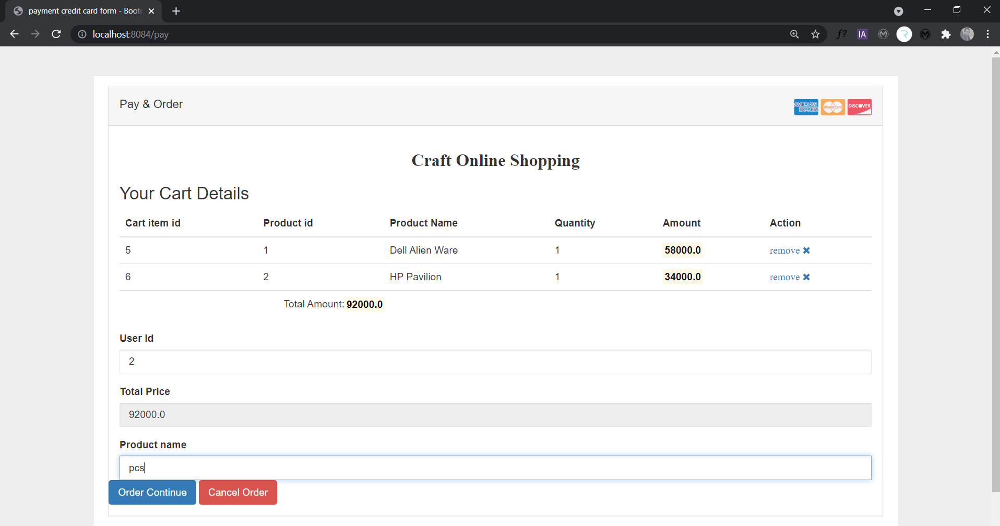 payment credit card form - Boot
localhost:8084/pay
f?
IA
Pay & Order
AMERICAN EXPRESS
MasterCard
DISCOVER
Craft Online Shopping
Your Cart Details
Cart item id Product id Product Name Quantity Amount Action
5 1 Dell Alien Ware 1 58000.0 remove ✖
6 2 HP Pavilion 1 34000.0 remove ✖
Total Amount: 92000.0
User Id
2
Total Price
92000.0
Product name
pcs
Order Continue Cancel Order